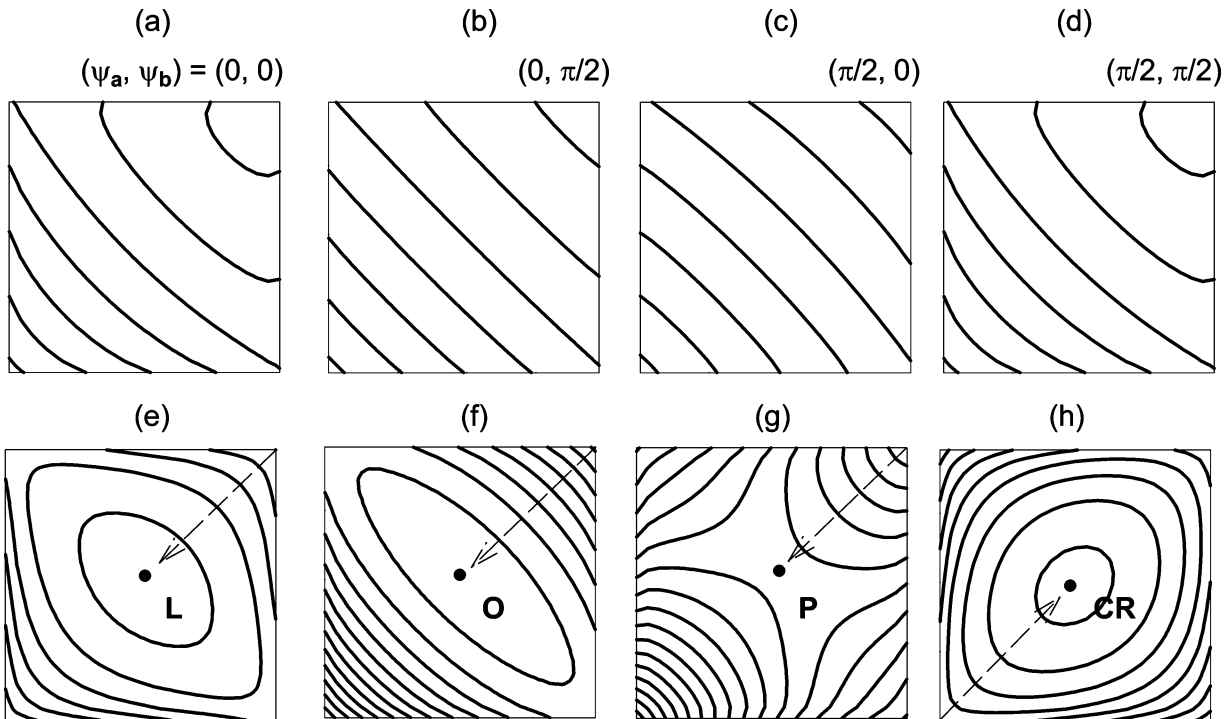 (a) (b) (c) (d)
(ψa, ψb) = (0, 0) (0, π/2) (π/2, 0) (π/2, π/2)
(e) (f) (g) (h)
L O P CR